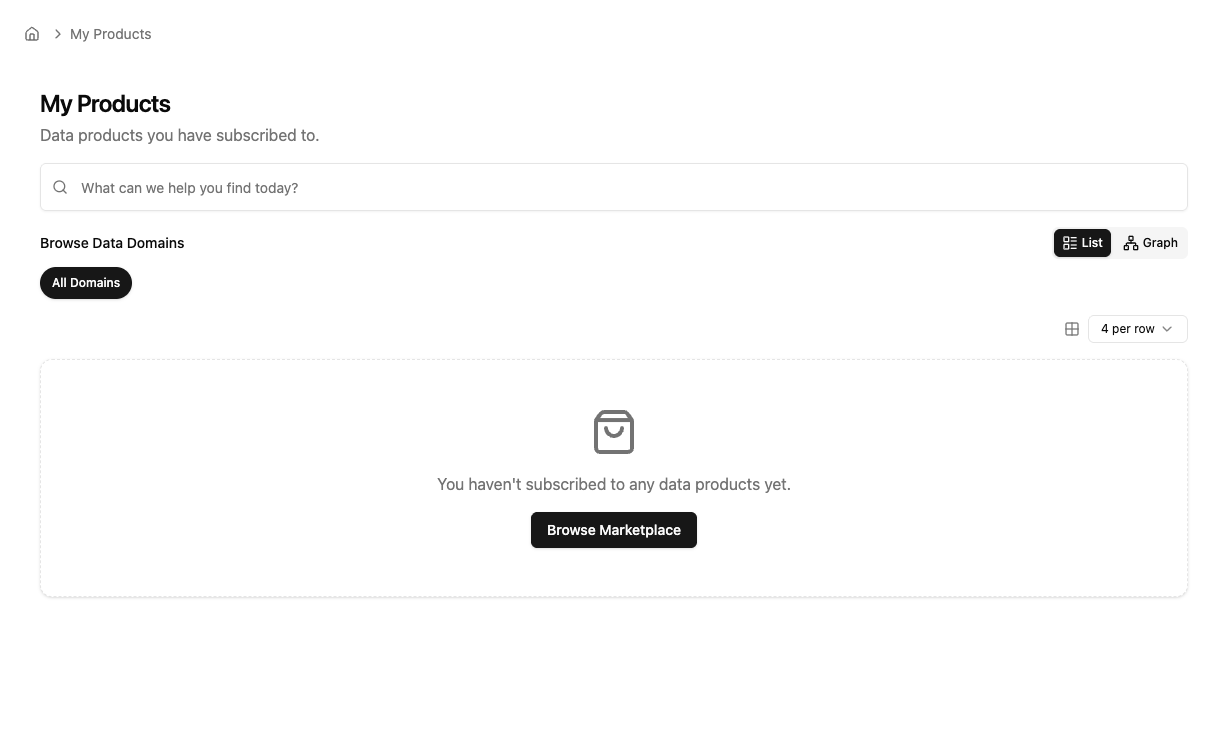 My Products
My Products
Data products you have subscribed to.
What can we help you find today?
Browse Data Domains
List
Graph
All Domains
4 per row
You haven't subscribed to any data products yet.
Browse Marketplace